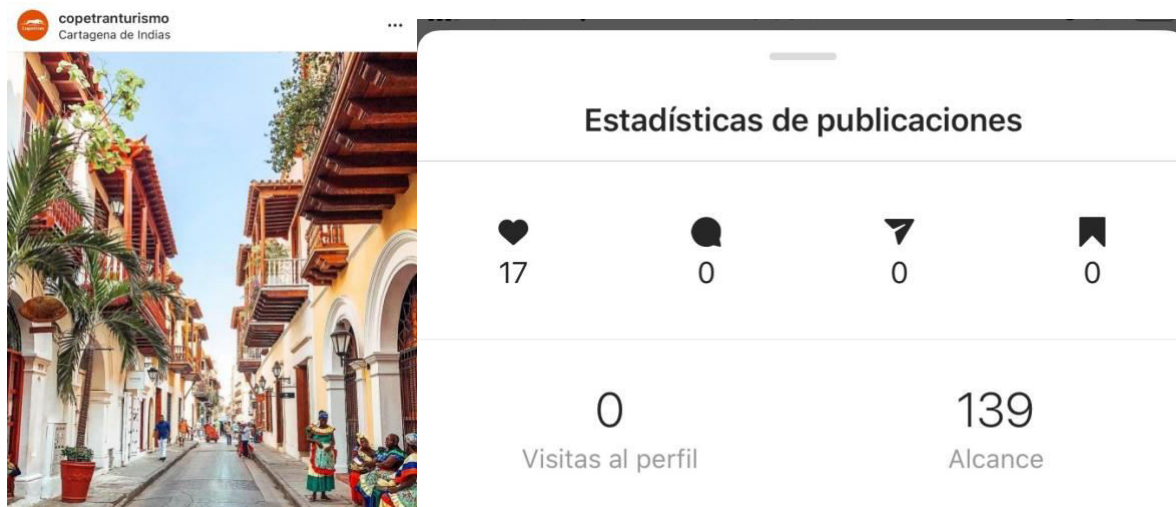 copetranturismo
Cartagena de Indias
Estadísticas de publicaciones
17
0
0
0
0
139
Visitas al perfil
Alcance